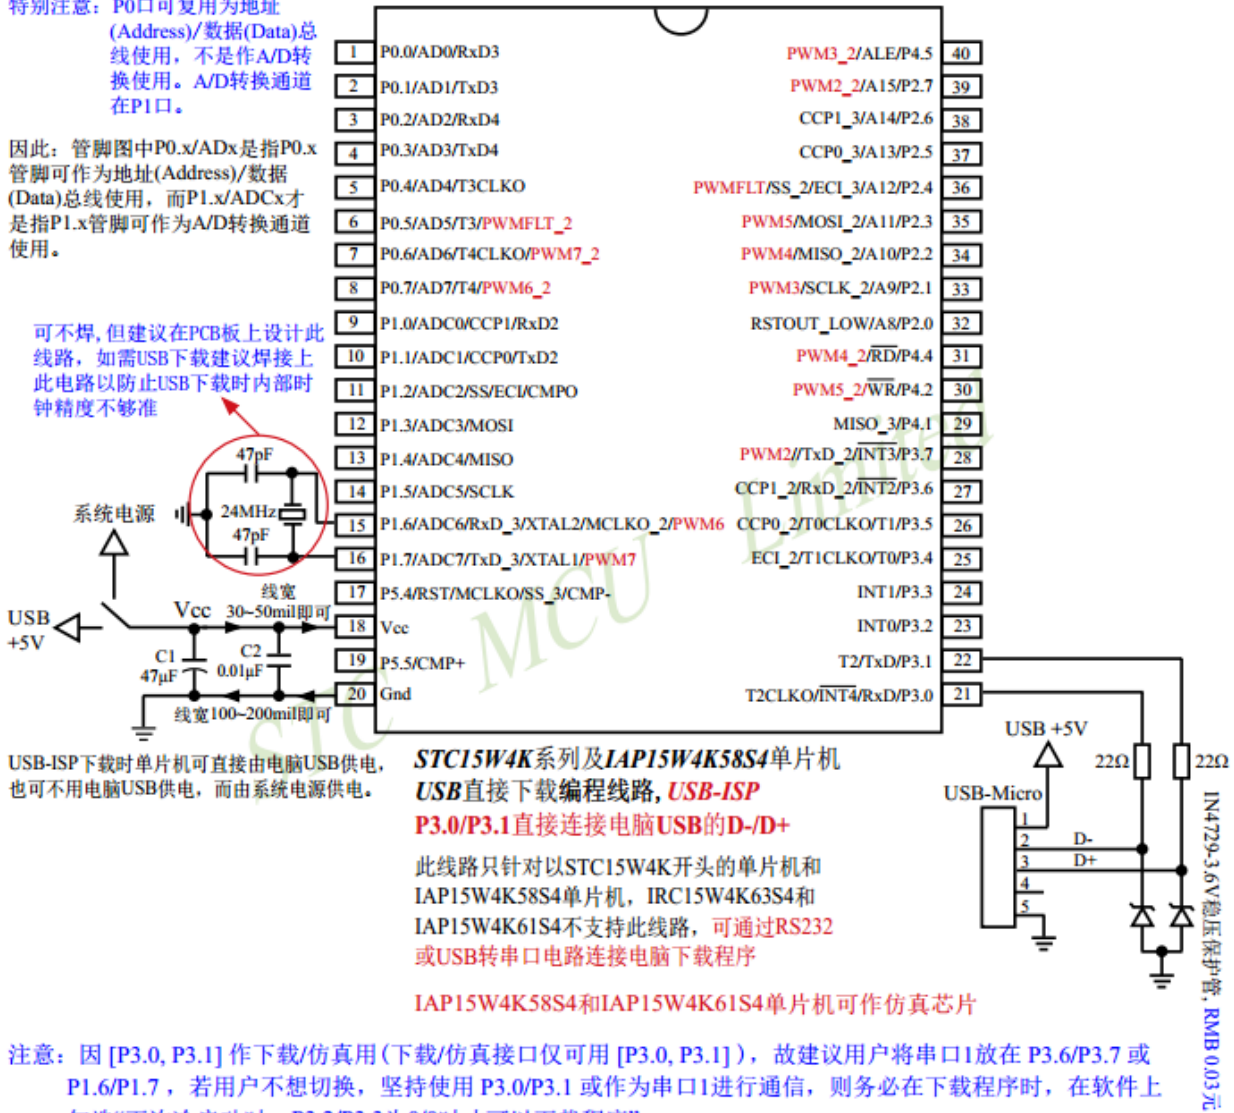 特别注意：P0口可复用为地址
(Address)/数据(Data)总
线使用，不是作A/D转
换使用。A/D转换通道
在P1口。
因此：管脚图中P0.x/ADx是指P0.x
管脚可作为地址(Address)/数据
(Data)总线使用，而P1.x/ADCx才
是指P1.x管脚可作为A/D转换通道
使用。
可不焊,但建议在PCB板上设计此
线路，如需USB下载建议焊接上
此电路以防止USB下载时内部时
钟精度不够准
47pF
24MHz
47pF
系统电源
USB
+5V
Vcc
线宽
30~50mil即可
C1
47μF
C2
0.01μF
线宽100~200mil即可
USB-ISP下载时单片机可直接由电脑USB供电，
也可不用电脑USB供电，而由系统电源供电。
1 P0.0/AD0/RxD3
2 P0.1/AD1/TxD3
3 P0.2/AD2/RxD4
4 P0.3/AD3/TxD4
5 P0.4/AD4/T3CLKO
6 P0.5/AD5/T3/PWMFLT_2
7 P0.6/AD6/T4CLKO/PWM7_2
8 P0.7/AD7/T4/PWM6_2
9 P1.0/ADC0/CCP1/RxD2
10 P1.1/ADC1/CCP0/TxD2
11 P1.2/ADC2/SS/ECI/CMPO
12 P1.3/ADC3/MOSI
13 P1.4/ADC4/MISO
14 P1.5/ADC5/SCLK
15 P1.6/ADC6/RxD_3/XTAL2/MCLKO_2/PWM6
16 P1.7/ADC7/TxD_3/XTAL1/PWM7
17 P5.4/RST/MCLKO/SS_3/CMP-
18 Vcc
19 P5.5/CMP+
20 Gnd
PWM3_2/ALE/P4.5 40
PWM2_2/A15/P2.7 39
CCP1_3/A14/P2.6 38
CCP0_3/A13/P2.5 37
PWMFLT/SS_2/ECI_3/A12/P2.4 36
PWM5/MOSI_2/A11/P2.3 35
PWM4/MISO_2/A10/P2.2 34
PWM3/SCLK_2/A9/P2.1 33
RSTOUT_LOW/A8/P2.0 32
PWM4_2/RD/P4.4 31
PWM5_2/WR/P4.2 30
MISO_3/P4.1 29
PWM2//TxD_2/INT3/P3.7 28
CCP1_2/RxD_2/INT2/P3.6 27
CCP0_2/T0CLKO/T1/P3.5 26
ECI_2/T1CLKO/T0/P3.4 25
INT1/P3.3 24
INT0/P3.2 23
T2/TxD/P3.1 22
T2CLKO/INT4/RxD/P3.0 21
STC MCU Limited
STC15W4K系列及IAP15W4K58S4单片机
USB直接下载编程线路, USB-ISP
P3.0/P3.1直接连接电脑USB的D-/D+
此线路只针对以STC15W4K开头的单片机和
IAP15W4K58S4单片机，IRC15W4K63S4和
IAP15W4K61S4不支持此线路，可通过RS232
或USB转串口电路连接电脑下载程序
IAP15W4K58S4和IAP15W4K61S4单片机可作仿真芯片
USB +5V
22Ω
22Ω
USB-Micro
1
2
3
4
5
D-
D+
1N4729-3.6V稳压保护管, RMB 0.03元
注意：因 [P3.0, P3.1] 作下载/仿真用 (下载/仿真接口仅可用 [P3.0, P3.1] )，故建议用户将串口1放在 P3.6/P3.7 或
P1.6/P1.7，若用户不想切换，坚持使用 P3.0/P3.1 或作为串口1进行通信，则务必在下载程序时，在软件上